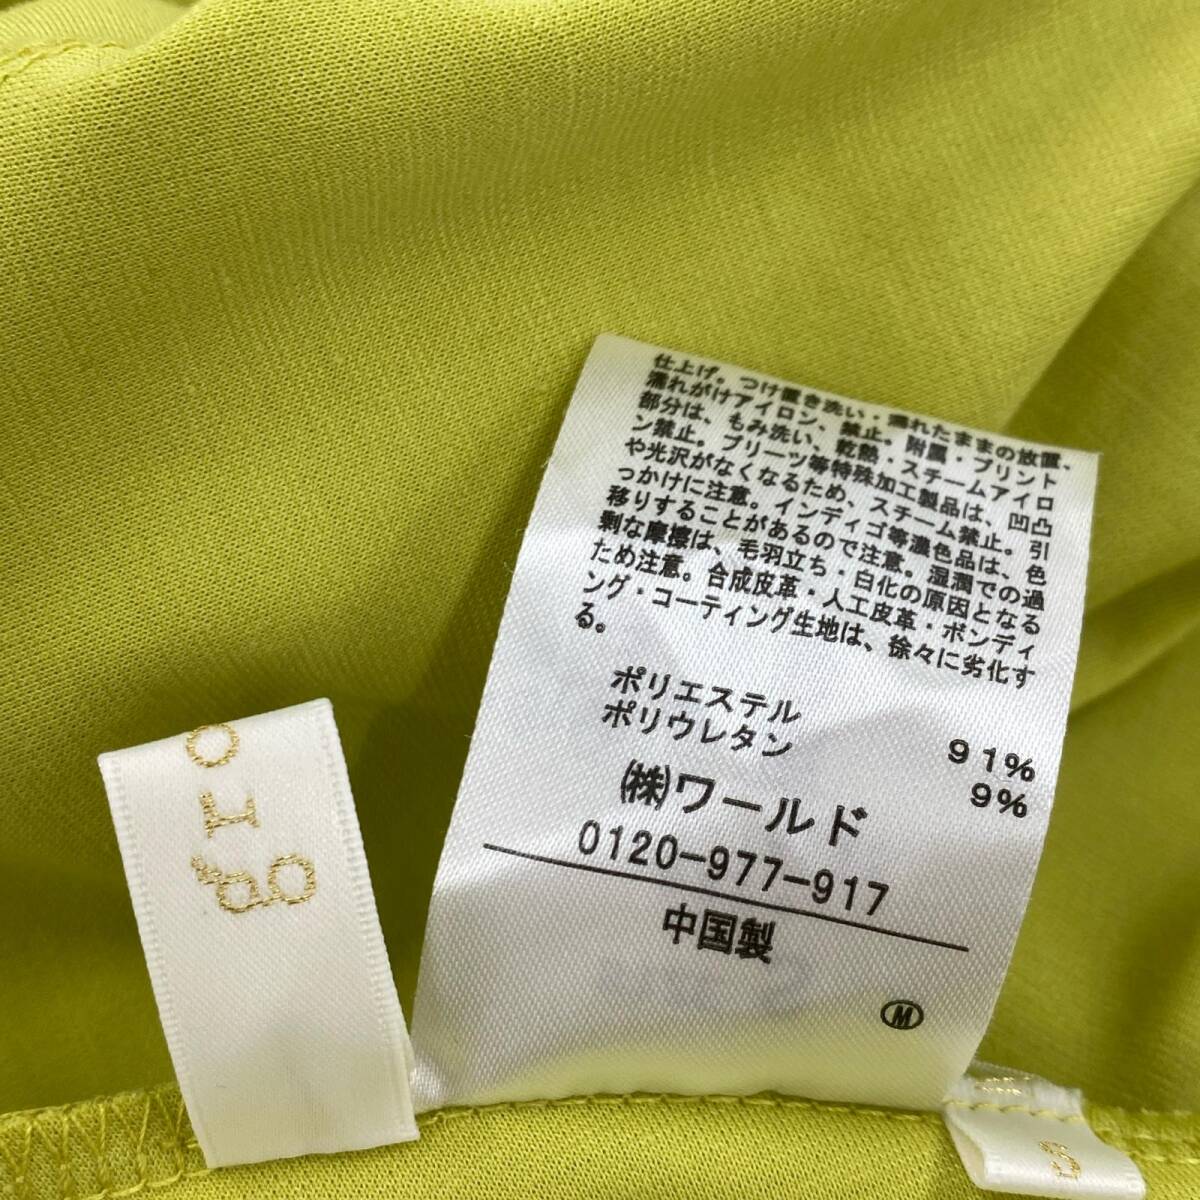 仕上げ。つけ置き洗い・濡れたままの放置、
濡れがけアイロン、禁止。附属・プリント
部分は、もみ洗い、乾熱・スチームアイロ
ン禁止。プリーツ等特殊加工製品は、凹凸
や光沢がなくなるため、スチーム禁止。引
っかけに注意。インディゴ等濃色品は、色
移りすることがあるので注意。湿潤での過
剰な摩擦は、毛羽立ち・白化の原因となる
ため注意。合成皮革・人工皮革・ボンディ
ング・コーティング生地は、徐々に劣化す
る。
ポリエステル 91%
ポリウレタン 9%
㈱ワールド
0120-977-917
中国製
Ⓜ
gro
S